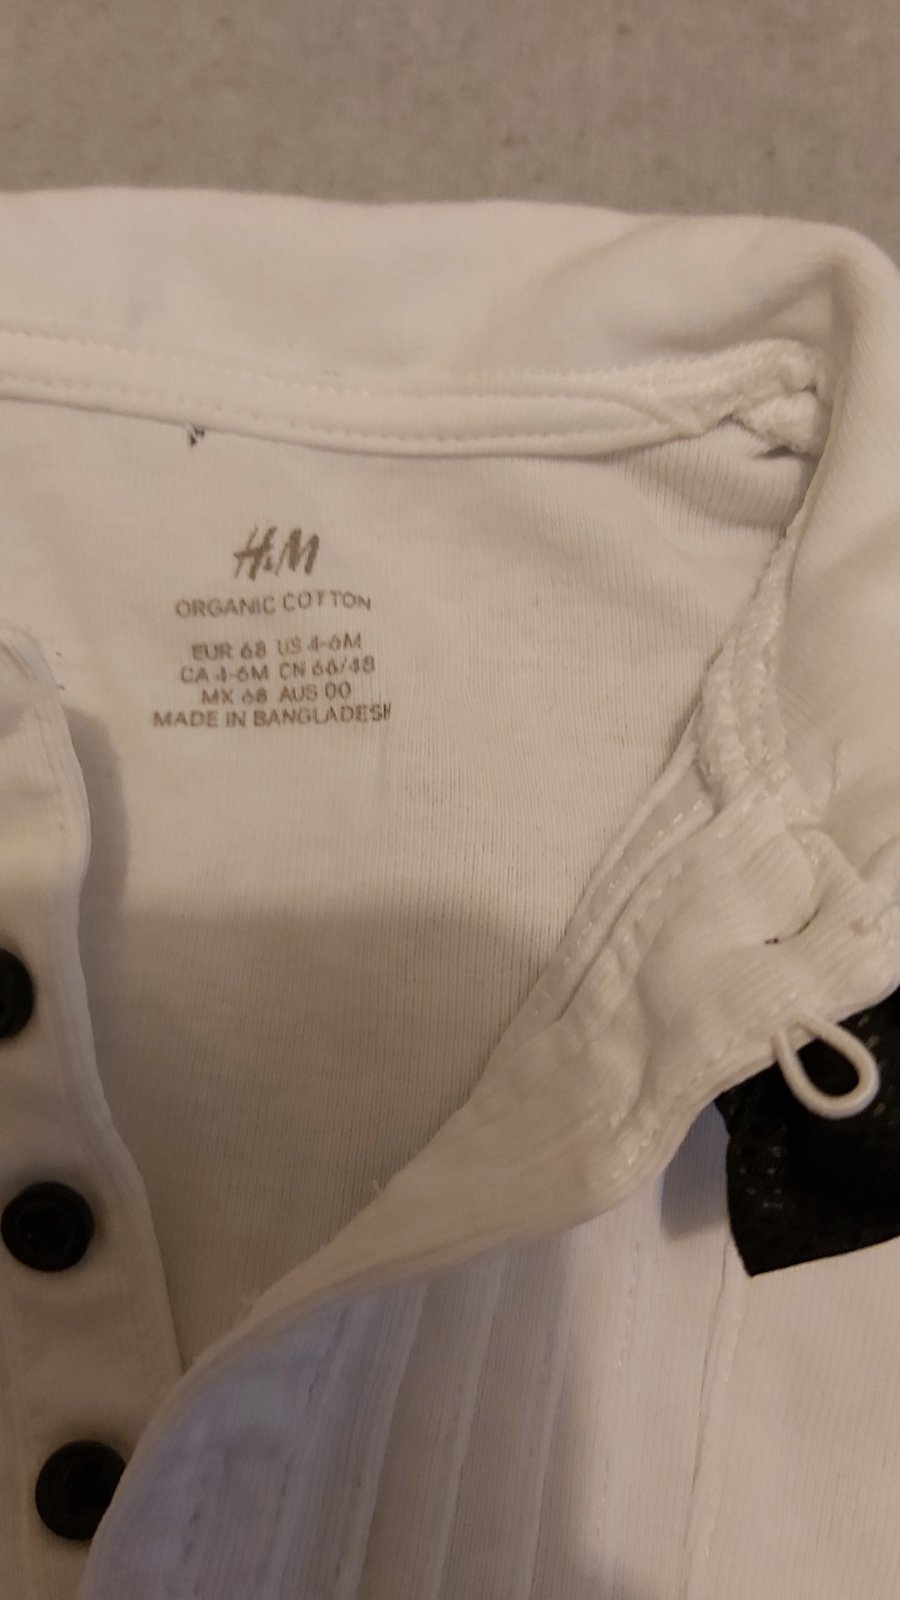 H&M
ORGANIC COTTON
EUR 68 US 4-6M
CA 4-6M CN 66/48
MX 68 AUS 00
MADE IN BANGLADESH